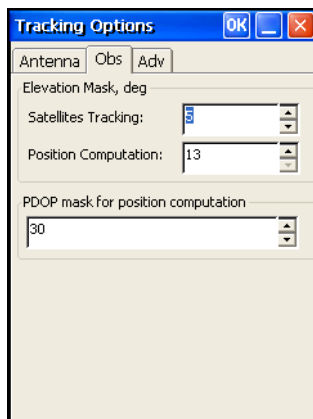 Tracking Options OK
Antenna Obs Adv
Elevation Mask, deg
Satellites Tracking: 5
Position Computation: 13
PDOP mask for position computation
30